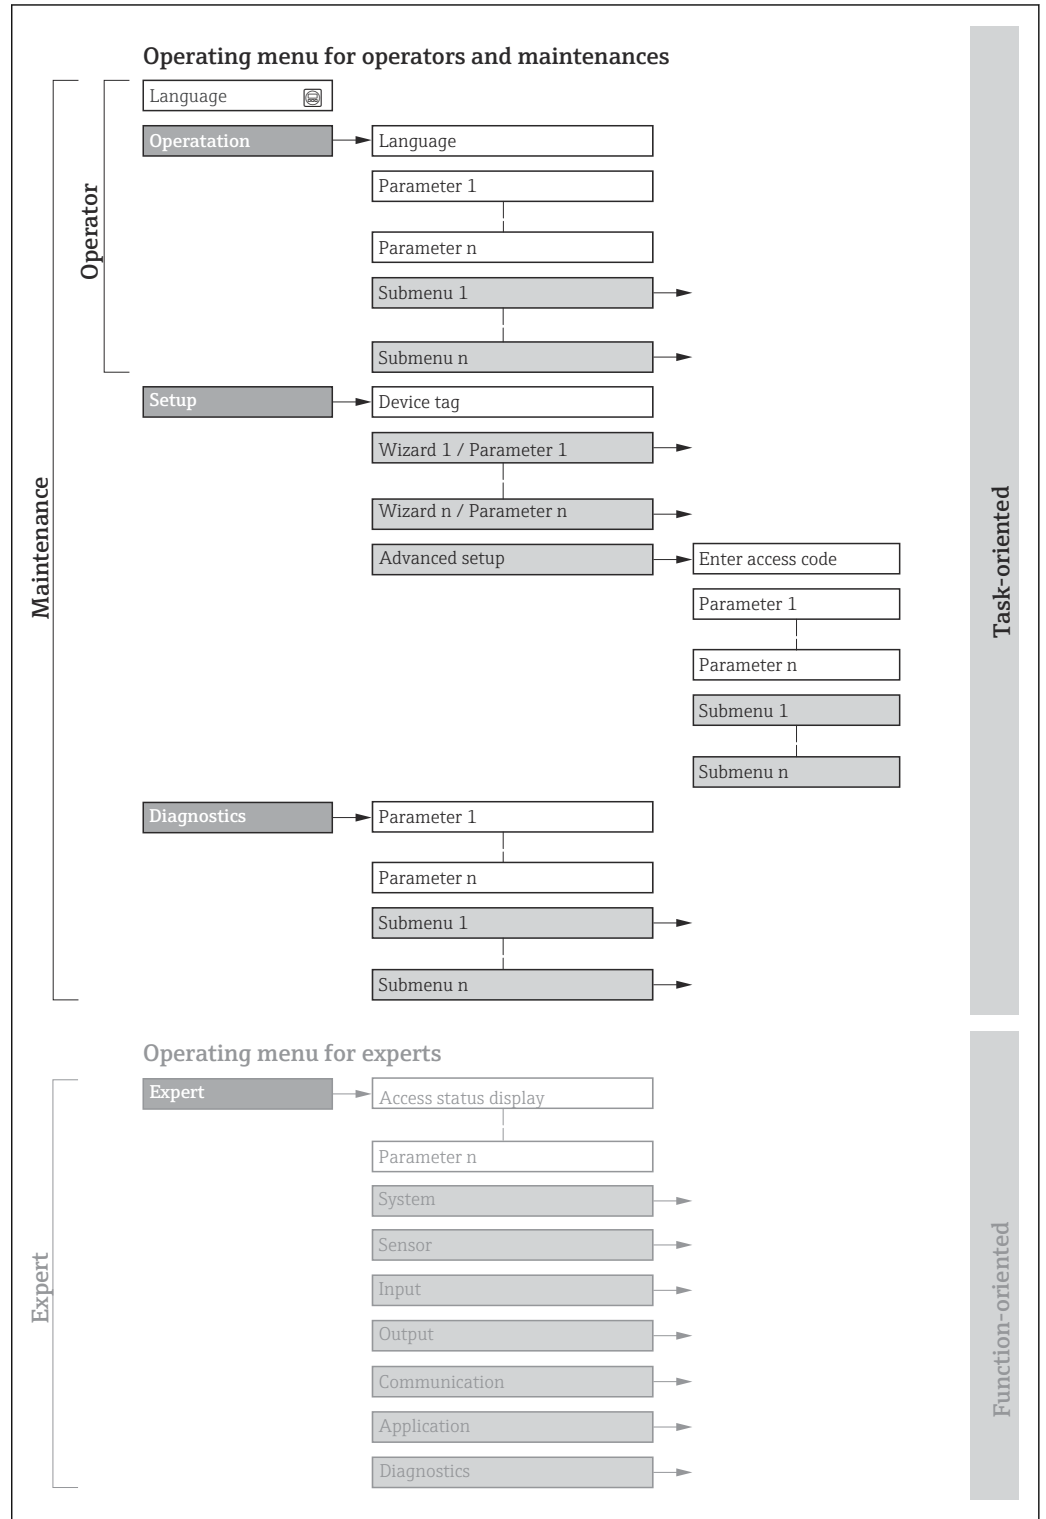 Operating menu for operators and maintenances
Language
Operatation
Language
Parameter 1
Parameter n
Submenu 1
Submenu n
Operator
Setup
Device tag
Wizard 1 / Parameter 1
Wizard n / Parameter n
Advanced setup
Enter access code
Parameter 1
Parameter n
Submenu 1
Submenu n
Maintenance
Task-oriented
Diagnostics
Parameter 1
Parameter n
Submenu 1
Submenu n
Operating menu for experts
Expert
Access status display
Parameter n
System
Sensor
Input
Output
Communication
Application
Diagnostics
Expert
Function-oriented